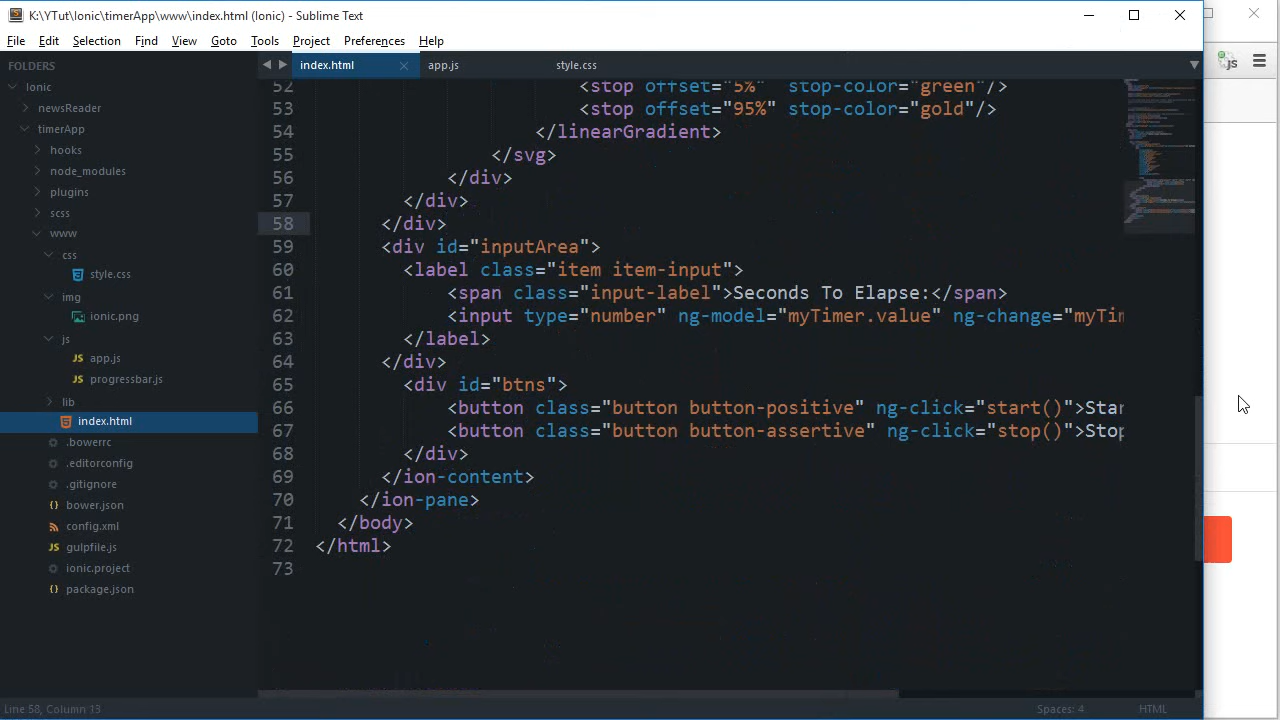 K:\YTut\Ionic\timerApp\www\index.html (Ionic) - Sublime Text
File Edit Selection Find View Goto Tools Project Preferences Help
FOLDERS
Ionic
newsReader
timerApp
hooks
node_modules
plugins
scss
www
css
style.css
img
ionic.png
js
app.js
progressbar.js
lib
index.html
.bowerrc
.editorconfig
.gitignore
bower.json
config.xml
gulpfile.js
ionic.project
package.json
index.html app.js style.css
52 <stop offset="5%" stop-color="green"/>
53 <stop offset="95%" stop-color="gold"/>
54 </linearGradient>
55 </svg>
56 </div>
57 </div>
58 </div>
59 <div id="inputArea">
60 <label class="item item-input">
61 <span class="input-label">Seconds To Elapse:</span>
62 <input type="number" ng-model="myTimer.value" ng-change="myTim
63 </label>
64 </div>
65 <div id="btns">
66 <button class="button button-positive" ng-click="start()">Star
67 <button class="button button-assertive" ng-click="stop()">Stop
68 </div>
69 </ion-content>
70 </ion-pane>
71 </body>
72 </html>
73
Line 58, Column 13
Spaces: 4
HTML